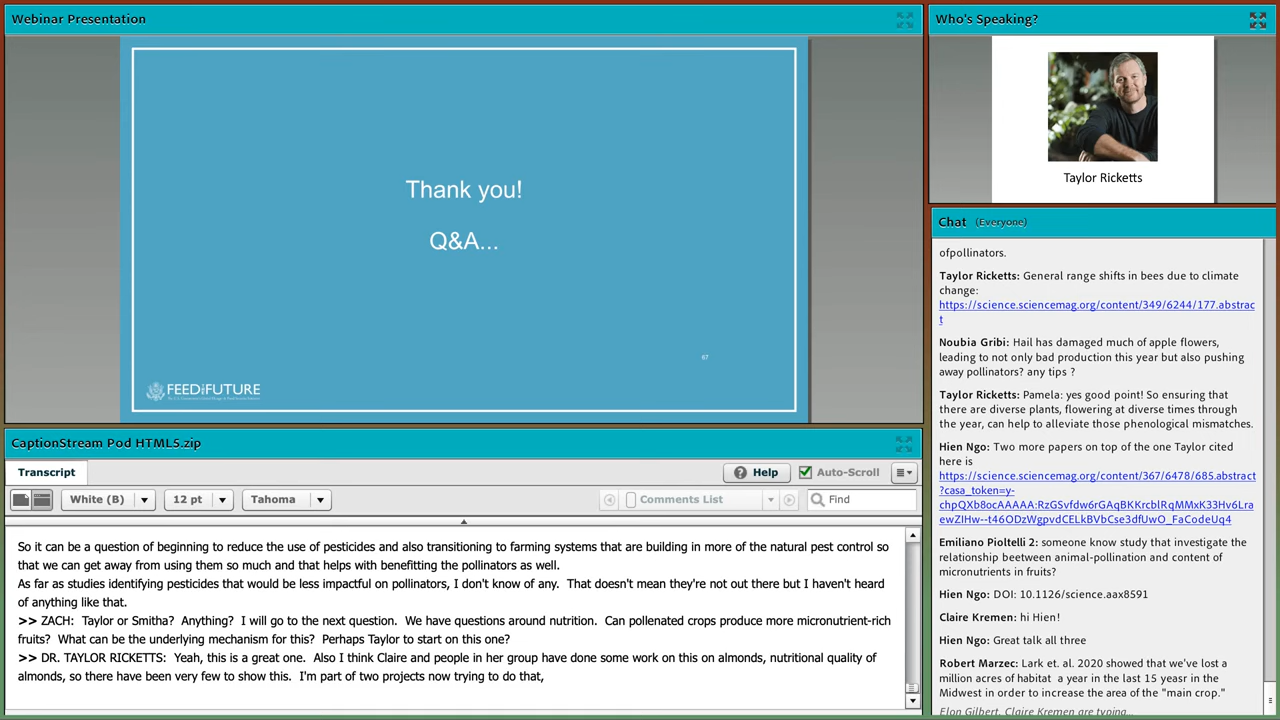 Webinar Presentation
Thank you!
Q&A...
67
FEED THE FUTURE
Who's Speaking?
Taylor Ricketts
Chat (Everyone)
ofpollinators.
Taylor Ricketts: General range shifts in bees due to climate
change:
https://science.sciencemag.org/content/349/6244/177.abstrac
t
Noubia Gribi: Hail has damaged much of apple flowers,
leading to not only bad production this year but also pushing
away pollinators? any tips ?
Taylor Ricketts: Pamela: yes good point! So ensuring that
there are diverse plants, flowering at diverse times through
the year, can help to alleviate those phenological mismatches.
Hien Ngo: Two more papers on top of the one Taylor cited
here is
https://science.sciencemag.org/content/367/6478/685.abstract
?casa_token=y-
chpQXb8ocAAAAA:RzGSvfdw6rGAqBKKrcblRqMMxK33Hv6Lra
ewZIHw--t46ODzWgpvdCELkBVbCse3dfUwO_FaCodeUq4
Emiliano Pioltelli 2: someone know study that investigate the
relationship beetween animal-pollination and content of
micronutrients in fruits?
Hien Ngo: DOI: 10.1126/science.aax8591
Claire Kremen: hi Hien!
Hien Ngo: Great talk all three
Robert Marzec: Lark et. al. 2020 showed that we've lost a
million acres of habitat a year in the last 15 yesar in the
Midwest in order to increase the area of the "main crop."
Elon Gilbert, Claire Kremen are typing...
CaptionStream Pod HTML5.zip
Transcript
Help
Auto-Scroll
White (B)
12 pt
Tahoma
Comments List
Find
So it can be a question of beginning to reduce the use of pesticides and also transitioning to farming systems that are building in more of the natural pest control so
that we can get away from using them so much and that helps with benefitting the pollinators as well.
As far as studies identifying pesticides that would be less impactful on pollinators, I don't know of any. That doesn't mean they're not out there but I haven't heard
of anything like that.
>> ZACH: Taylor or Smitha? Anything? I will go to the next question. We have questions around nutrition. Can pollenated crops produce more micronutrient-rich
fruits? What can be the underlying mechanism for this? Perhaps Taylor to start on this one?
>> DR. TAYLOR RICKETTS: Yeah, this is a great one. Also I think Claire and people in her group have done some work on this on almonds, nutritional quality of
almonds, so there have been very few to show this. I'm part of two projects now trying to do that,